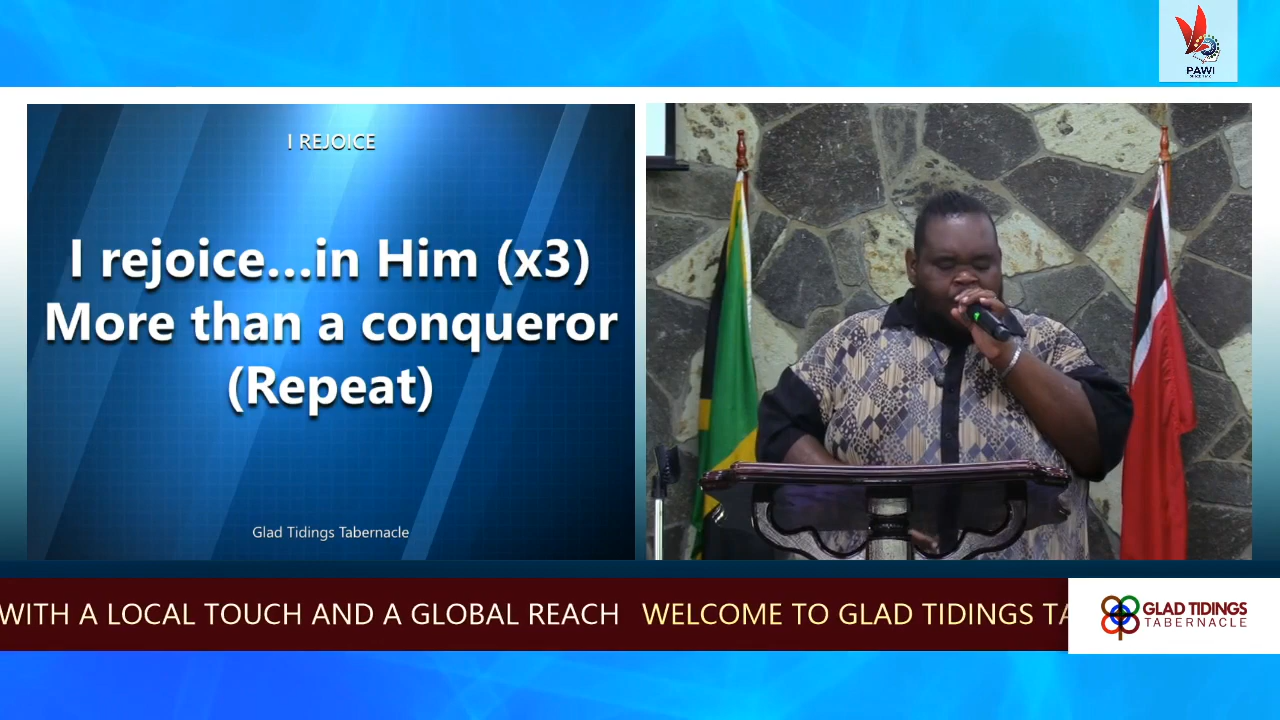 PAWI
I REJOICE
I rejoice...in Him (x3)
More than a conqueror
(Repeat)
Glad Tidings Tabernacle
WITH A LOCAL TOUCH AND A GLOBAL REACH WELCOME TO GLAD TIDINGS TA
GLAD TIDINGS
TABERNACLE